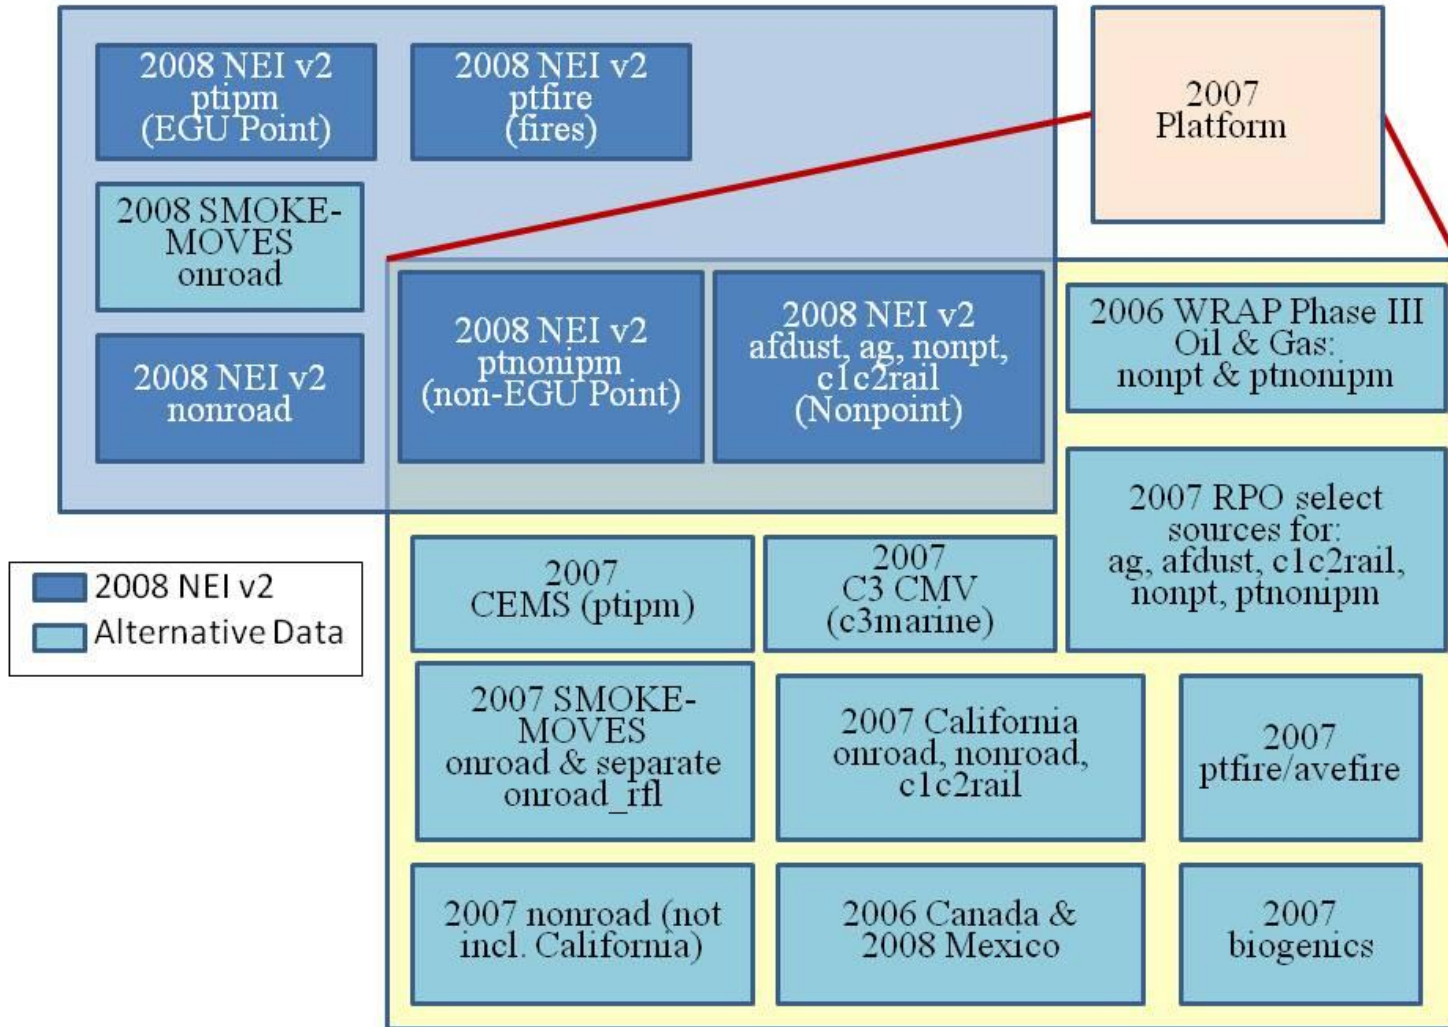 2008 NEI v2
ptipm
(EGU Point)
2008 NEI v2
ptfire
(fires)
2007
Platform
2008 SMOKE-
MOVES
onroad
2008 NEI v2
nonroad
2008 NEI v2
ptnonipm
(non-EGU Point)
2008 NEI v2
afdust, ag, nonpt,
c1c2rail
(Nonpoint)
2006 WRAP Phase III
Oil & Gas:
nonpt & ptnonipm
2007 RPO select
sources for:
ag, afdust, c1c2rail,
nonpt, ptnonipm
2008 NEI v2
Alternative Data
2007
CEMS (ptipm)
2007
C3 CMV
(c3marine)
2007 SMOKE-
MOVES
onroad & separate
onroad_rfl
2007 California
onroad, nonroad,
c1c2rail
2007
ptfire/avefire
2007 nonroad (not
incl. California)
2006 Canada &
2008 Mexico
2007
biogenics